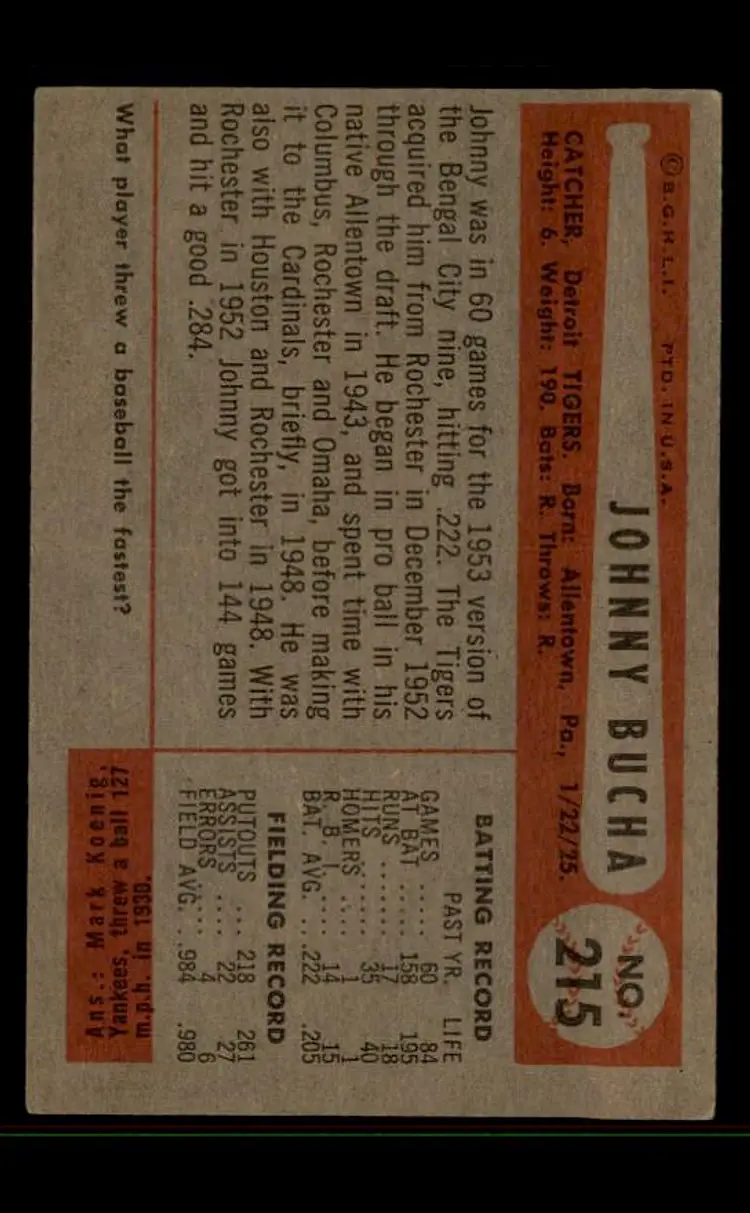 © B.G.H.L.I. PTD. IN U.S.A.
JOHNNY BUCHA
NO.
215
CATCHER, Detroit TIGERS. Born: Allentown, Pa., 1/22/25.
Height: 6. Weight: 190. Bats: R. Throws: R.
Johnny was in 60 games for the 1953 version of
the Bengal City nine, hitting .222. The Tigers
acquired him from Rochester in December 1952
through the draft. He began in pro ball in his
native Allentown in 1943, and spent time with
Columbus, Rochester and Omaha, before making
it to the Cardinals, briefly, in 1948. He was
also with Houston and Rochester in 1948. With
Rochester in 1952 Johnny got into 144 games
and hit a good .284.
BATTING RECORD
PAST YR. LIFE
GAMES ..... 60 84
AT BAT ..... 158 195
RUNS ....... 17 18
HITS ....... 35 40
HOMERS .... 1 1
R. B. I. .... 14 15
BAT. AVG. ... .222 .205
FIELDING RECORD
PUTOUTS ... 218 261
ASSISTS .... 22 27
ERRORS .... 4 6
FIELD AVG. .. .984 .980
What player threw a baseball the fastest?
Ans.: Mark Koenig,
Yankees, threw a ball 127
m.p.h. in 1930.